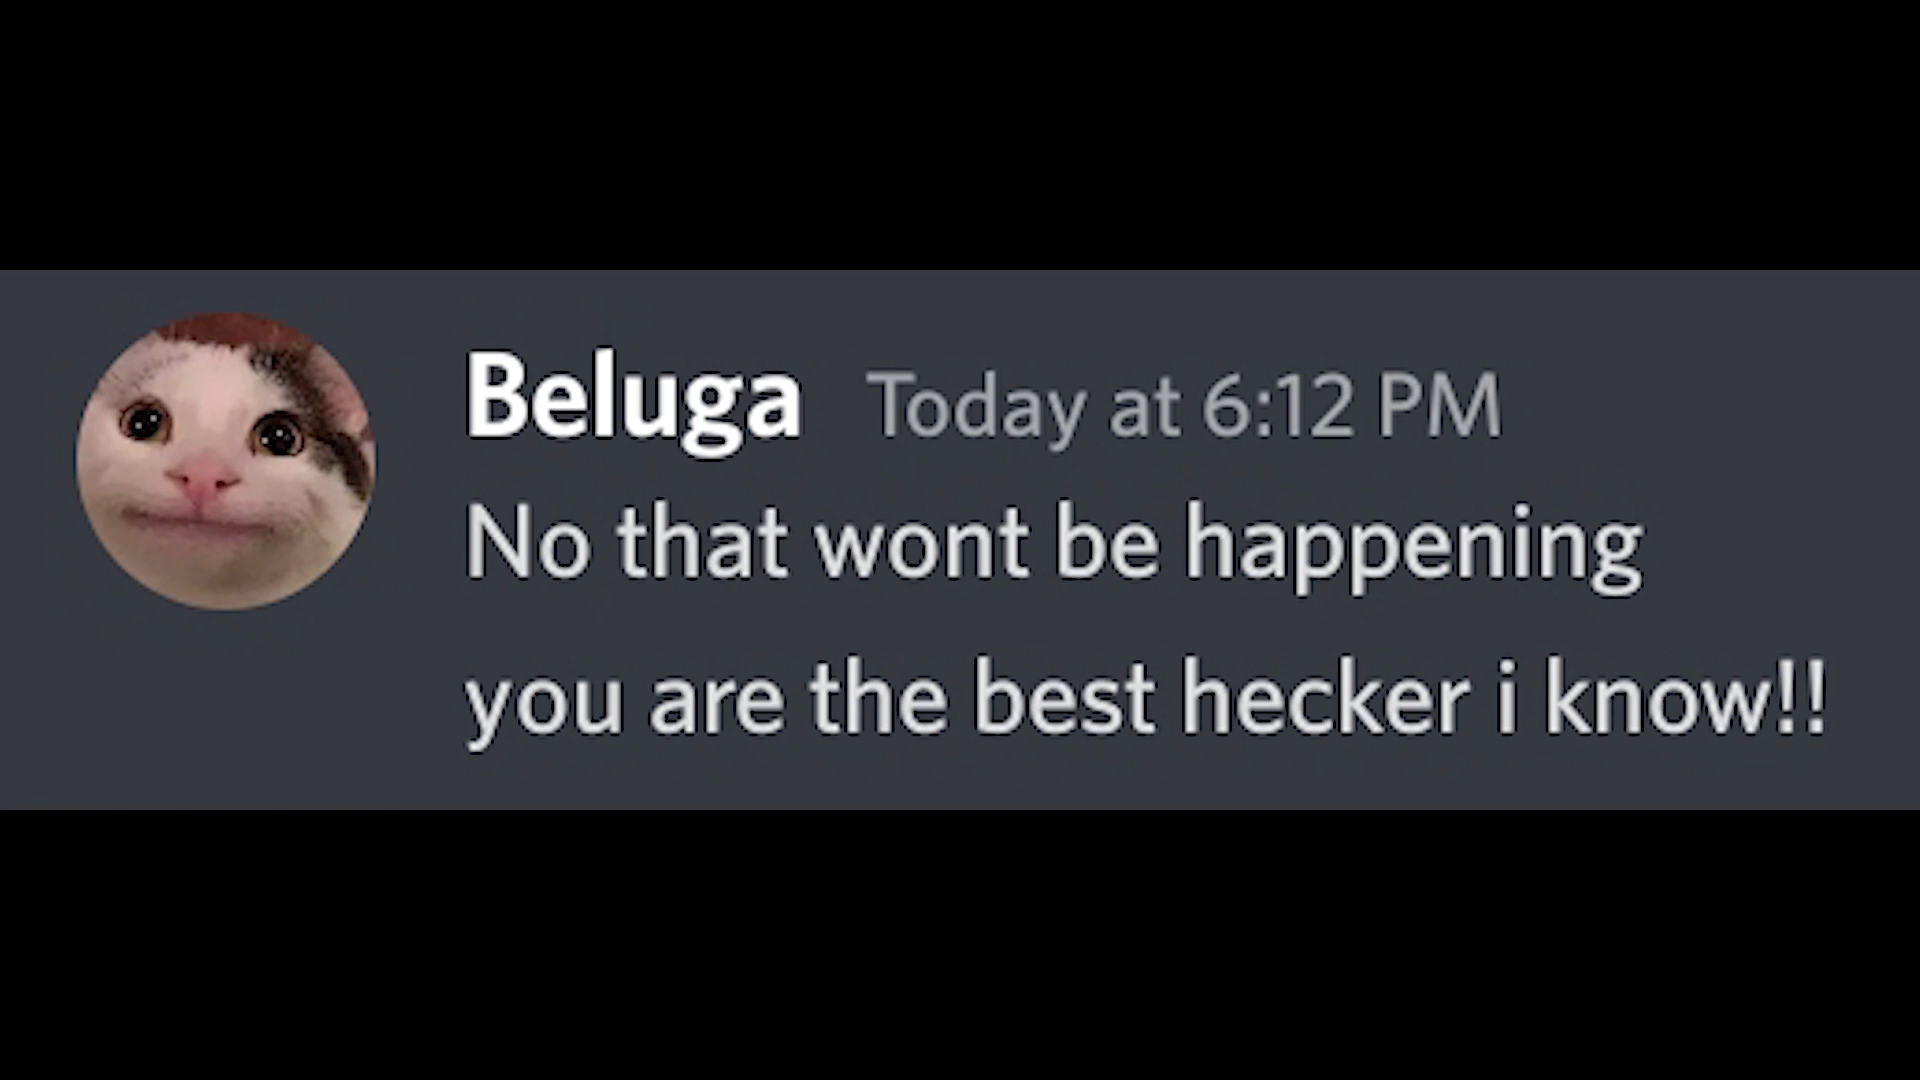 Beluga Today at 6:12 PM
No that wont be happening
you are the best hecker i know!!